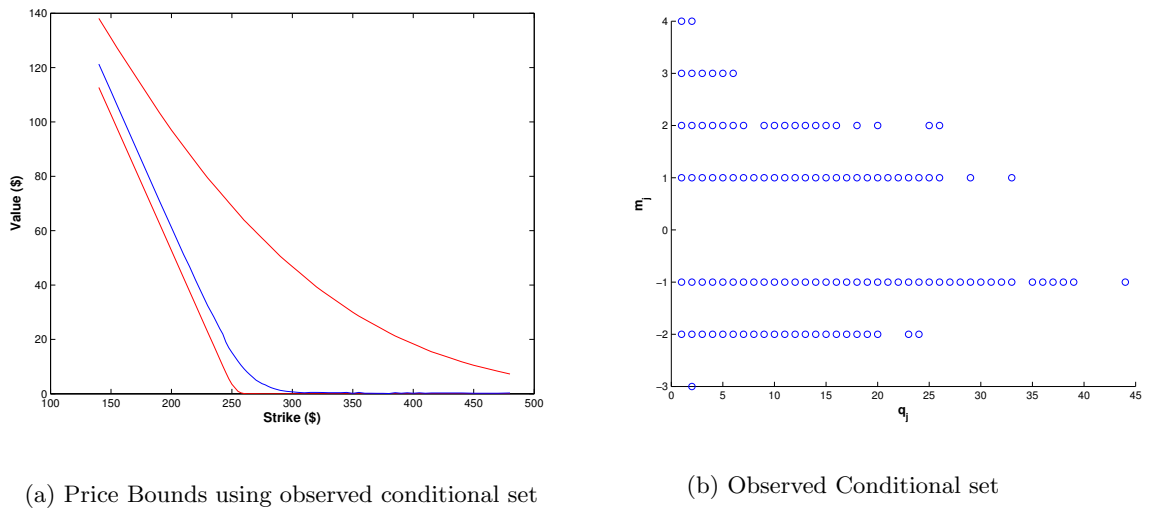 140
120
100
80
60
40
20
0
Value ($)
100 150 200 250 300 350 400 450 500
Strike ($)
(a) Price Bounds using observed conditional set
4
3
2
1
0
−1
−2
−3
m_j
0 5 10 15 20 25 30 35 40 45
q_j
(b) Observed Conditional set